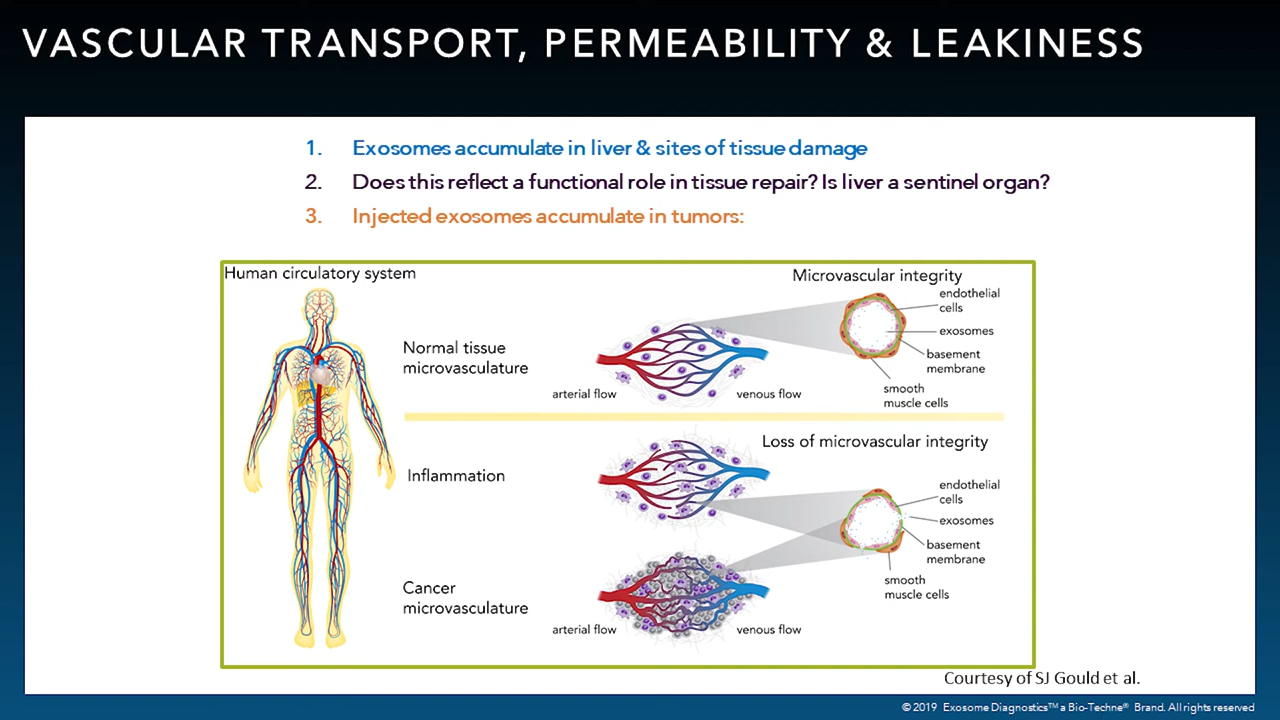 VASCULAR TRANSPORT, PERMEABILITY & LEAKINESS
1. Exosomes accumulate in liver & sites of tissue damage
2. Does this reflect a functional role in tissue repair? Is liver a sentinel organ?
3. Injected exosomes accumulate in tumors:
Human circulatory system
Microvascular integrity
endothelial
cells
exosomes
basement
membrane
smooth
muscle cells
Normal tissue
microvasculature
arterial flow
venous flow
Loss of microvascular integrity
Inflammation
endothelial
cells
exosomes
basement
membrane
smooth
muscle cells
Cancer
microvasculature
arterial flow
venous flow
Courtesy of SJ Gould et al.
© 2019 Exosome Diagnostics™ a Bio-Techne® Brand. All rights reserved